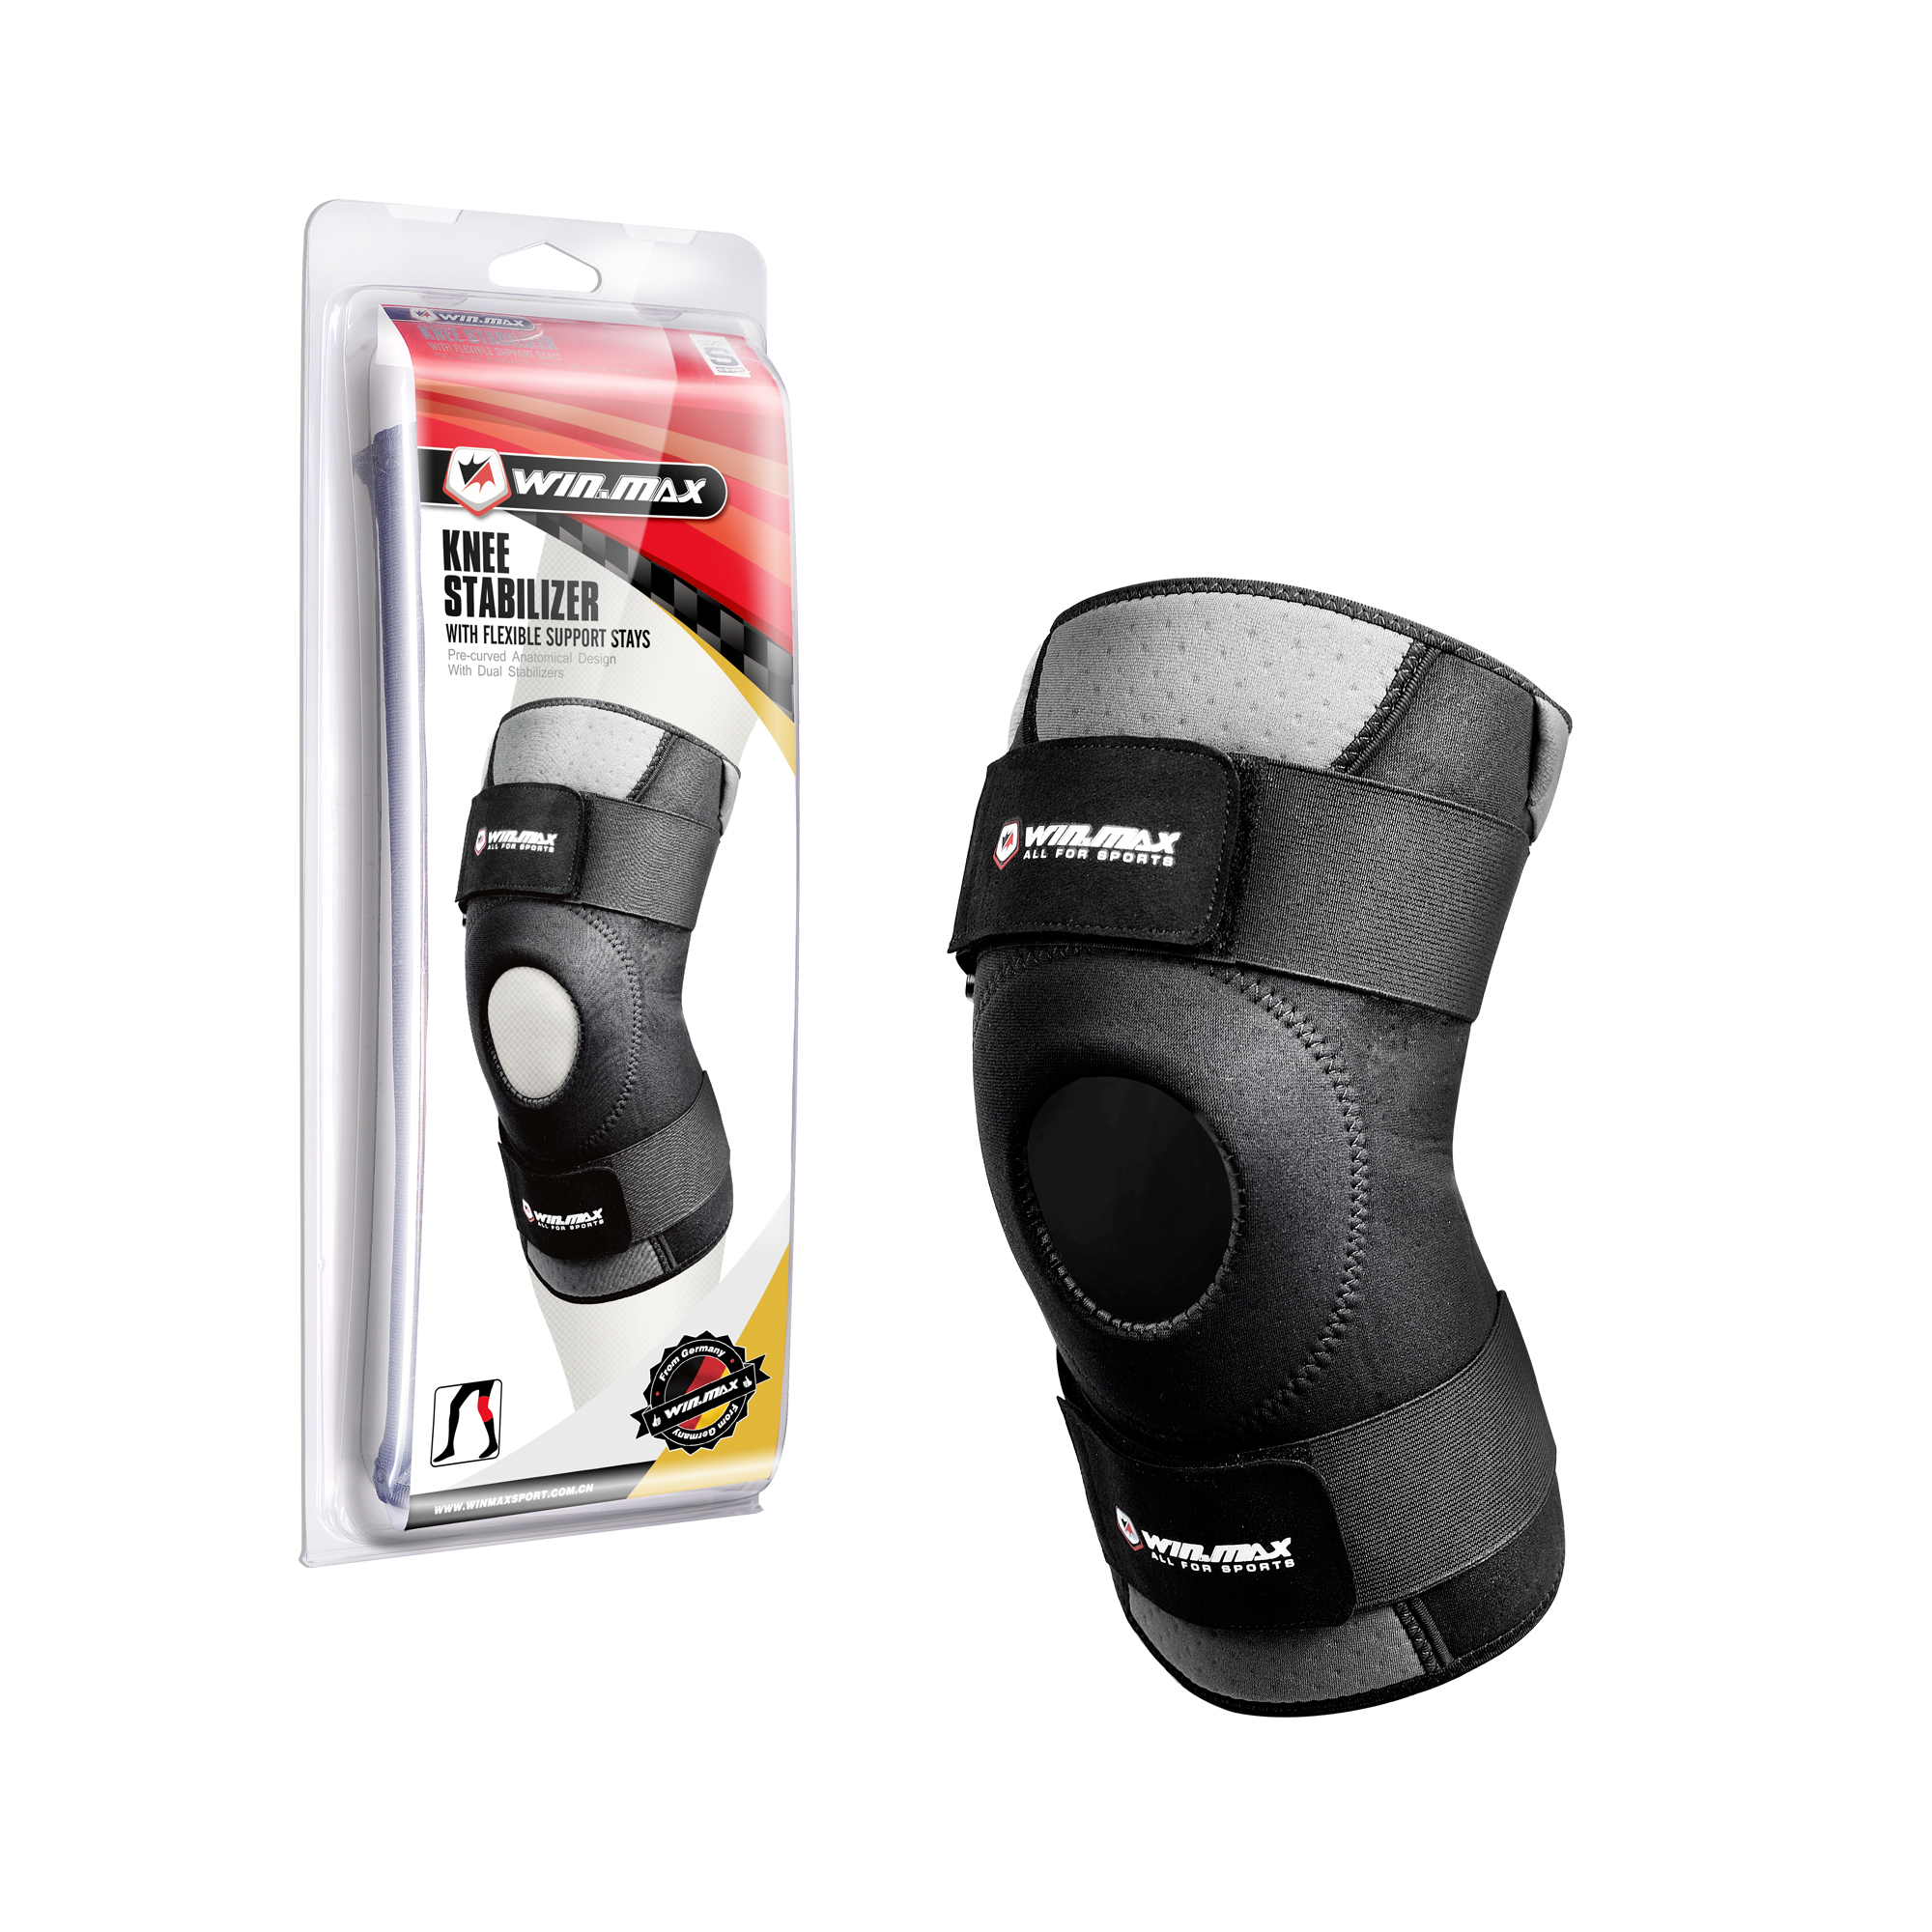 WIN.MAX
KNEE STABILIZER
WITH FLEXIBLE SUPPORT STAYS
S
WIN.MAX
KNEE
STABILIZER
WITH FLEXIBLE SUPPORT STAYS
Pre-curved Anatomical Design
With Dual Stabilizers
WIN.MAX
ALL FOR SPORTS
WIN.MAX
ALL FOR SPORTS
From Germany
WIN.MAX
From Germany
WWW.WINMAXSPORT.COM.CN
WIN.MAX
ALL FOR SPORTS
WIN.MAX
ALL FOR SPORTS